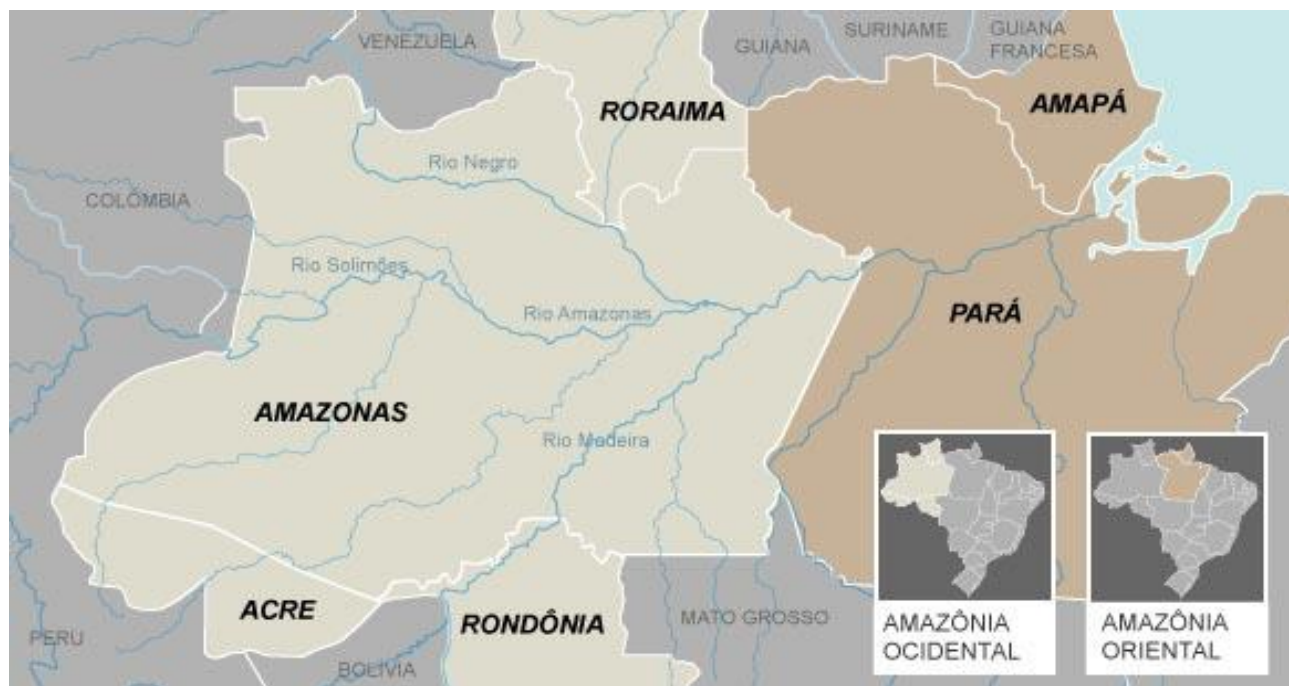 VENEZUELA
GUIANA
SURINAME
GUIANA
FRANCESA
RORAIMA
AMAPÁ
Rio Negro
COLÔMBIA
Rio Solimões
Rio Amazonas
PARÁ
AMAZONAS
Rio Madeira
ACRE
RONDÔNIA
MATO GROSSO
PERU
BOLIVIA
AMAZÔNIA
OCIDENTAL
AMAZÔNIA
ORIENTAL